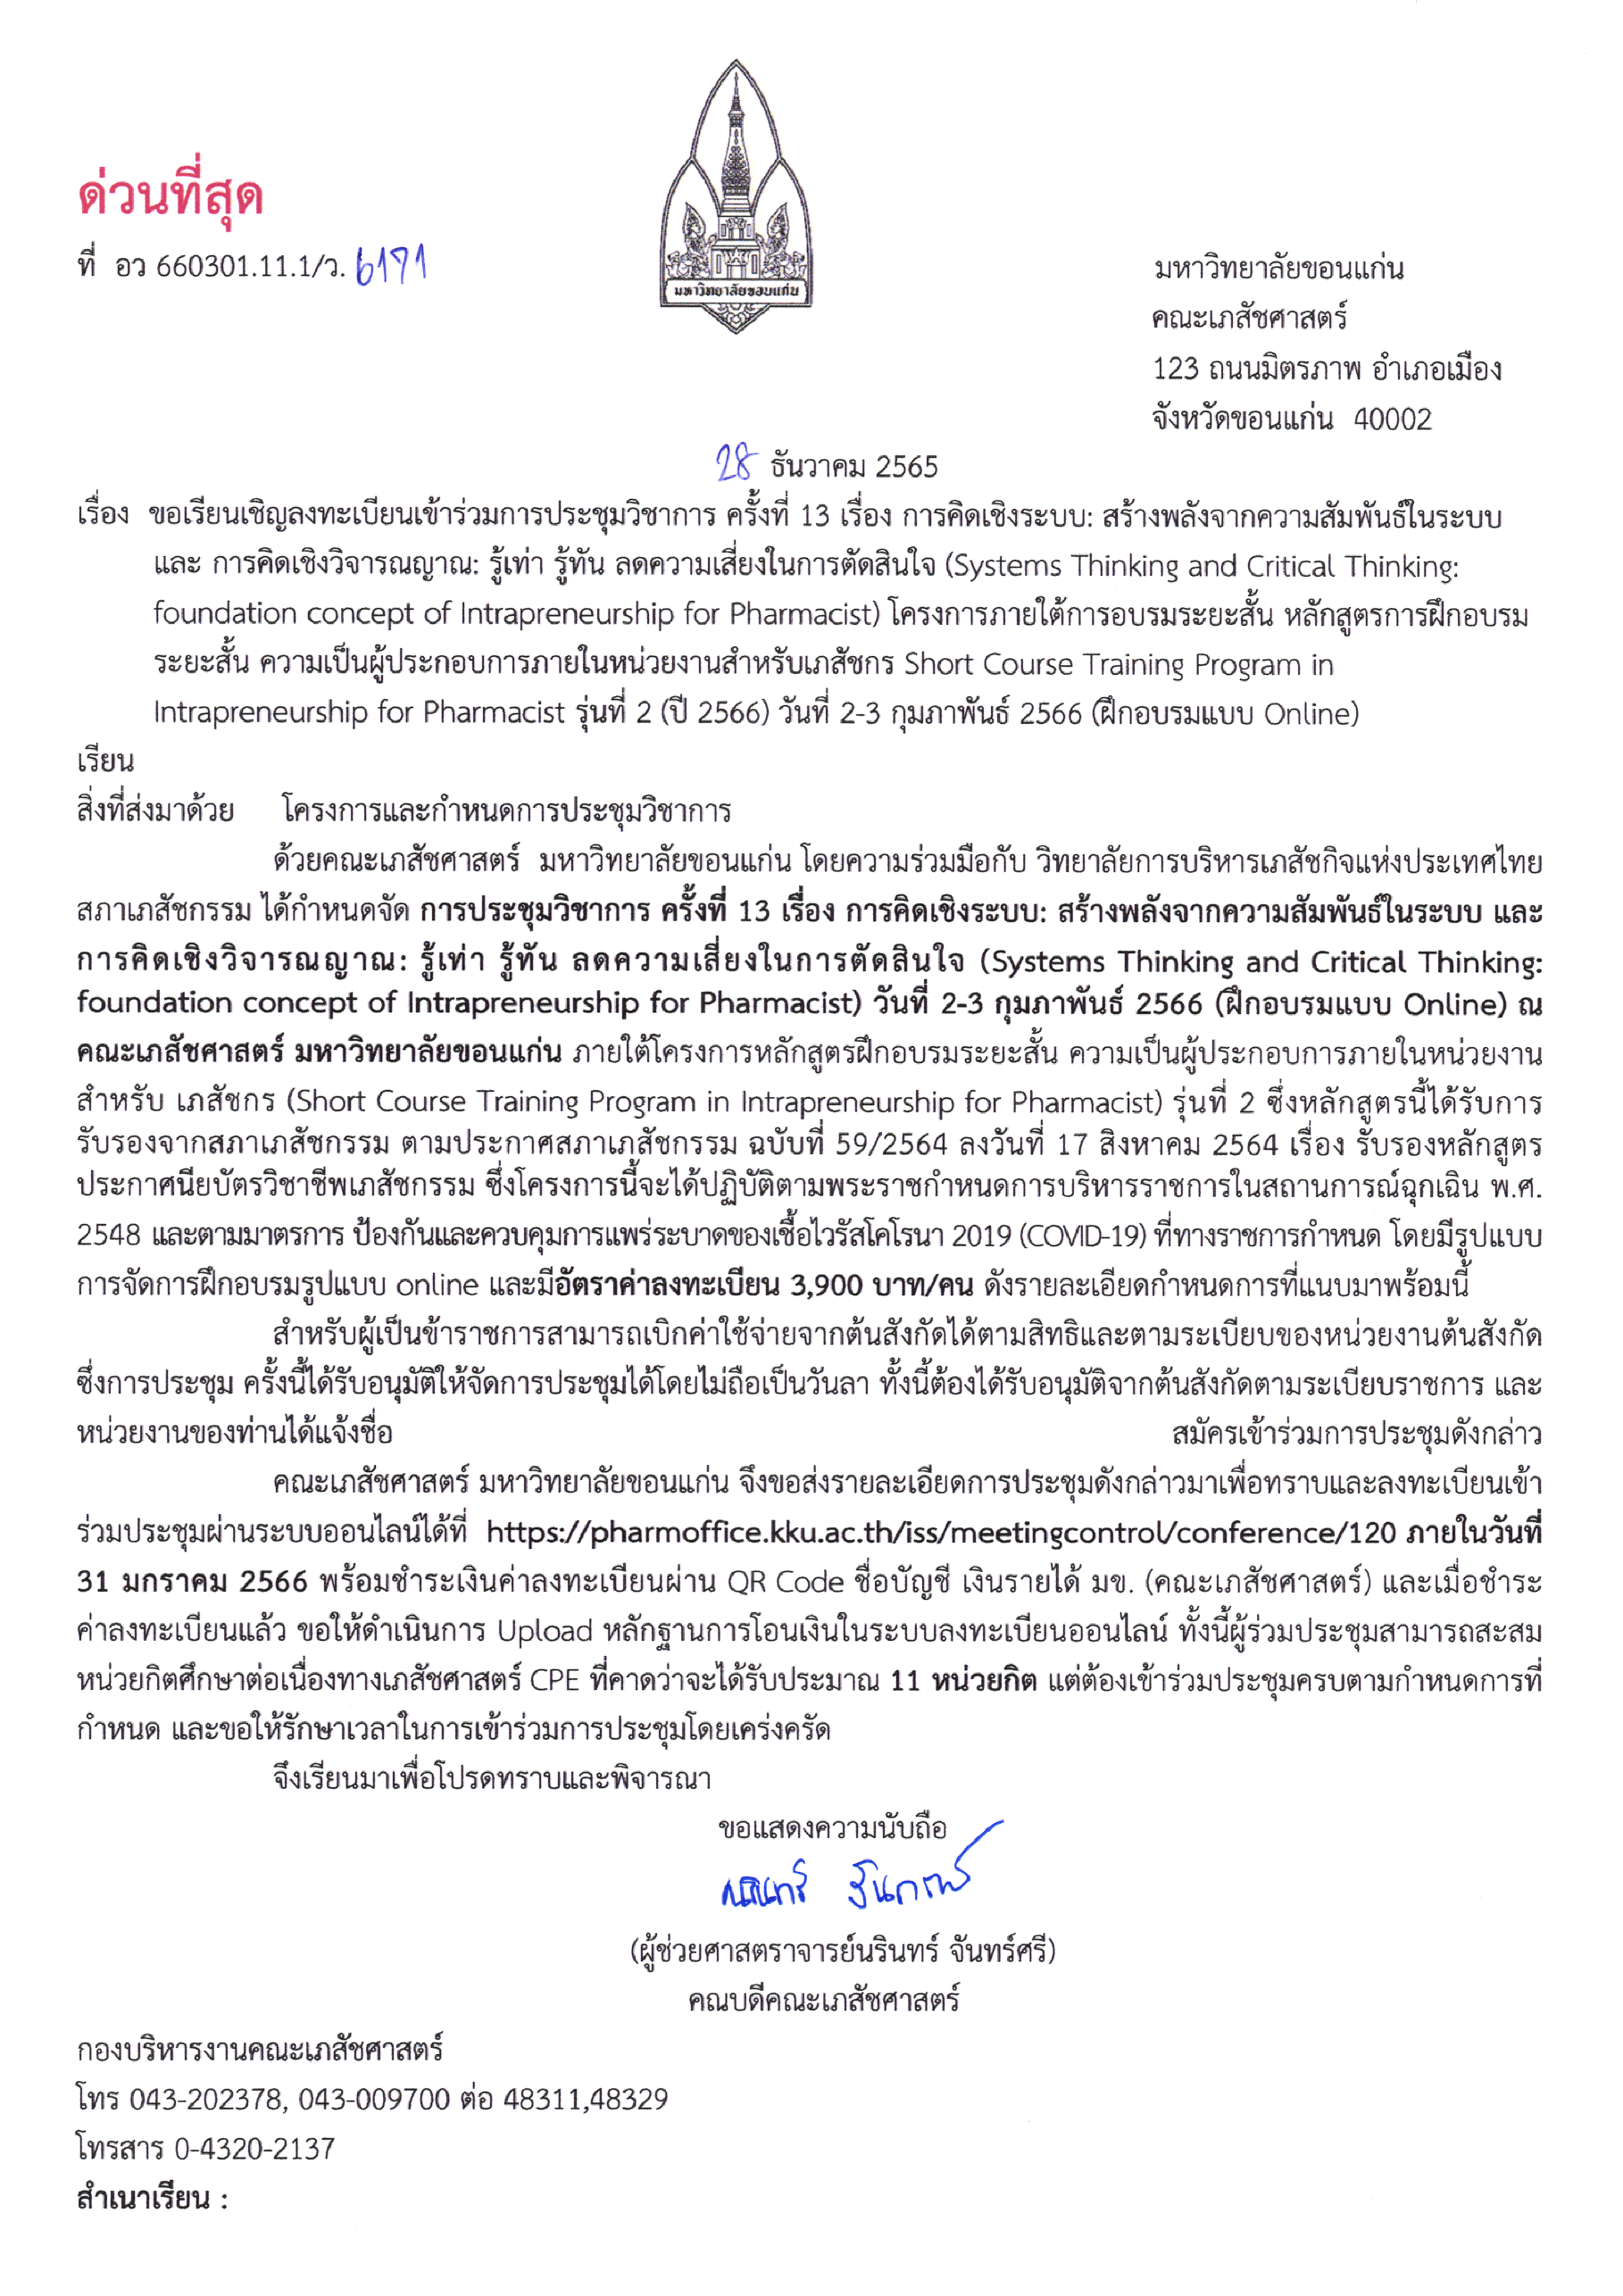 ด่วนที่สุด
ที่ อว 660301.11.1/ว. 6171
มหาวิทยาลัยขอนแก่น
มหาวิทยาลัยขอนแก่น
คณะเภสัชศาสตร์
123 ถนนมิตรภาพ อำเภอเมือง
จังหวัดขอนแก่น 40002
28 ธันวาคม 2565
เรื่อง ขอเรียนเชิญลงทะเบียนเข้าร่วมการประชุมวิชาการ ครั้งที่ 13 เรื่อง การคิดเชิงระบบ: สร้างพลังจากความสัมพันธ์ในระบบ
และ การคิดเชิงวิจารณญาณ: รู้เท่า รู้ทัน ลดความเสี่ยงในการตัดสินใจ (Systems Thinking and Critical Thinking:
foundation concept of Intrapreneurship for Pharmacist) โครงการภายใต้การอบรมระยะสั้น หลักสูตรการฝึกอบรม
ระยะสั้น ความเป็นผู้ประกอบการภายในหน่วยงานสำหรับเภสัชกร Short Course Training Program in
Intrapreneurship for Pharmacist รุ่นที่ 2 (ปี 2566) วันที่ 2-3 กุมภาพันธ์ 2566 (ฝึกอบรมแบบ Online)
เรียน
สิ่งที่ส่งมาด้วย โครงการและกำหนดการประชุมวิชาการ
ด้วยคณะเภสัชศาสตร์ มหาวิทยาลัยขอนแก่น โดยความร่วมมือกับ วิทยาลัยการบริหารเภสัชกิจแห่งประเทศไทย
สภาเภสัชกรรม ได้กำหนดจัด การประชุมวิชาการ ครั้งที่ 13 เรื่อง การคิดเชิงระบบ: สร้างพลังจากความสัมพันธ์ในระบบ และ
การคิดเชิงวิจารณญาณ: รู้เท่า รู้ทัน ลดความเสี่ยงในการตัดสินใจ (Systems Thinking and Critical Thinking:
foundation concept of Intrapreneurship for Pharmacist) วันที่ 2-3 กุมภาพันธ์ 2566 (ฝึกอบรมแบบ Online) ณ
คณะเภสัชศาสตร์ มหาวิทยาลัยขอนแก่น ภายใต้โครงการหลักสูตรฝึกอบรมระยะสั้น ความเป็นผู้ประกอบการภายในหน่วยงาน
สำหรับ เภสัชกร (Short Course Training Program in Intrapreneurship for Pharmacist) รุ่นที่ 2 ซึ่งหลักสูตรนี้ได้รับการ
รับรองจากสภาเภสัชกรรม ตามประกาศสภาเภสัชกรรม ฉบับที่ 59/2564 ลงวันที่ 17 สิงหาคม 2564 เรื่อง รับรองหลักสูตร
ประกาศนียบัตรวิชาชีพเภสัชกรรม ซึ่งโครงการนี้จะได้ปฏิบัติตามพระราชกำหนดการบริหารราชการในสถานการณ์ฉุกเฉิน พ.ศ.
2548 และตามมาตรการ ป้องกันและควบคุมการแพร่ระบาดของเชื้อไวรัสโคโรนา 2019 (COVID-19) ที่ทางราชการกำหนด โดยมีรูปแบบ
การจัดการฝึกอบรมรูปแบบ online และมีอัตราค่าลงทะเบียน 3,900 บาท/คน ดังรายละเอียดกำหนดการที่แนบมาพร้อมนี้
สำหรับผู้เป็นข้าราชการสามารถเบิกค่าใช้จ่ายจากต้นสังกัดได้ตามสิทธิและตามระเบียบของหน่วยงานต้นสังกัด
ซึ่งการประชุม ครั้งนี้ได้รับอนุมัติให้จัดการประชุมได้โดยไม่ถือเป็นวันลา ทั้งนี้ต้องได้รับอนุมัติจากต้นสังกัดตามระเบียบราชการ และ
หน่วยงานของท่านได้แจ้งชื่อ สมัครเข้าร่วมการประชุมดังกล่าว
คณะเภสัชศาสตร์ มหาวิทยาลัยขอนแก่น จึงขอส่งรายละเอียดการประชุมดังกล่าวมาเพื่อทราบและลงทะเบียนเข้า
ร่วมประชุมผ่านระบบออนไลน์ได้ที่ https://pharmoffice.kku.ac.th/iss/meetingcontrol/conference/120 ภายในวันที่
31 มกราคม 2566 พร้อมชำระเงินค่าลงทะเบียนผ่าน QR Code ชื่อบัญชี เงินรายได้ มข. (คณะเภสัชศาสตร์) และเมื่อชำระ
ค่าลงทะเบียนแล้ว ขอให้ดำเนินการ Upload หลักฐานการโอนเงินในระบบลงทะเบียนออนไลน์ ทั้งนี้ผู้ร่วมประชุมสามารถสะสม
หน่วยกิตศึกษาต่อเนื่องทางเภสัชศาสตร์ CPE ที่คาดว่าจะได้รับประมาณ 11 หน่วยกิต แต่ต้องเข้าร่วมประชุมครบตามกำหนดการที่
กำหนด และขอให้รักษาเวลาในการเข้าร่วมการประชุมโดยเคร่งครัด
จึงเรียนมาเพื่อโปรดทราบและพิจารณา
ขอแสดงความนับถือ
(ผู้ช่วยศาสตราจารย์นรินทร์ จันทร์ศรี)
คณบดีคณะเภสัชศาสตร์
กองบริหารงานคณะเภสัชศาสตร์
โทร 043-202378, 043-009700 ต่อ 48311,48329
โทรสาร 0-4320-2137
สำเนาเรียน :